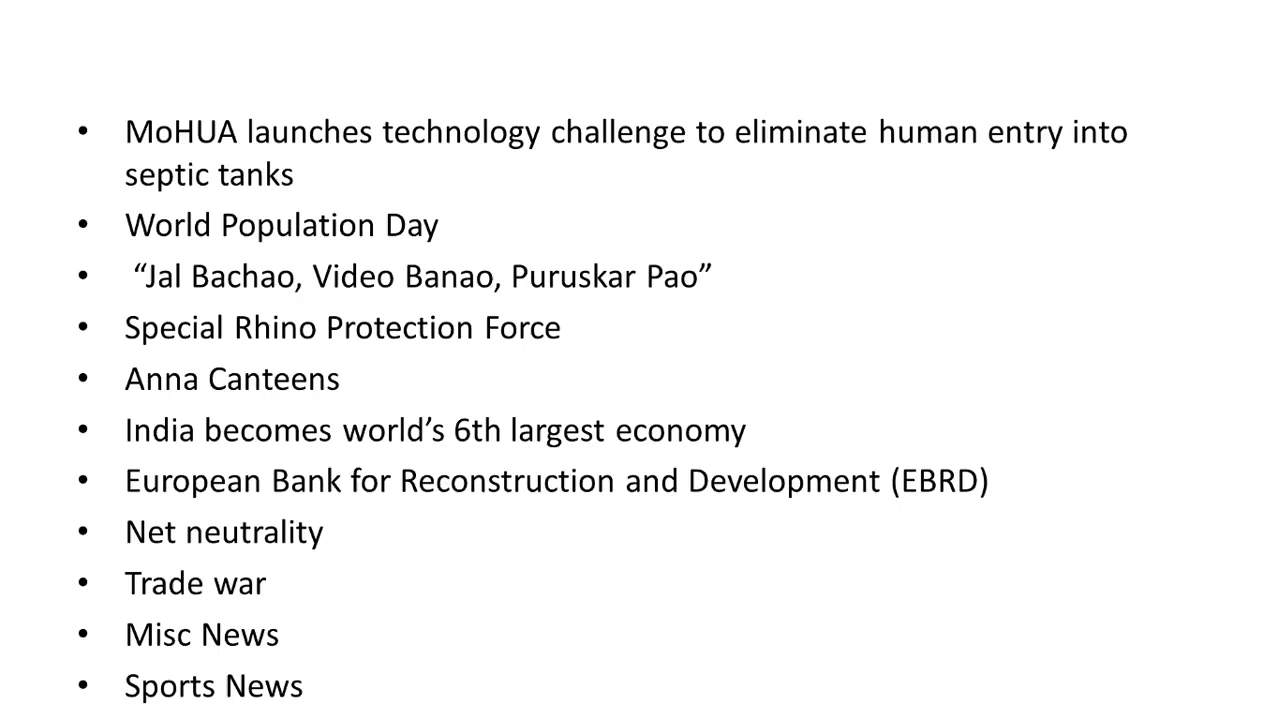 • MoHUA launches technology challenge to eliminate human entry into
septic tanks
• World Population Day
• “Jal Bachao, Video Banao, Puruskar Pao”
• Special Rhino Protection Force
• Anna Canteens
• India becomes world’s 6th largest economy
• European Bank for Reconstruction and Development (EBRD)
• Net neutrality
• Trade war
• Misc News
• Sports News